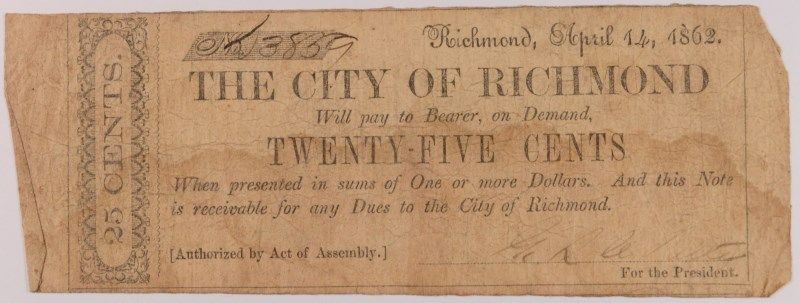 25 CENTS.
No 3859
Richmond, April 14, 1862.
THE CITY OF RICHMOND
Will pay to Bearer, on Demand,
TWENTY-FIVE CENTS
When presented in sums of One or more Dollars. And this Note
is receivable for any Dues to the City of Richmond.
[Authorized by Act of Assembly.]
For the President.